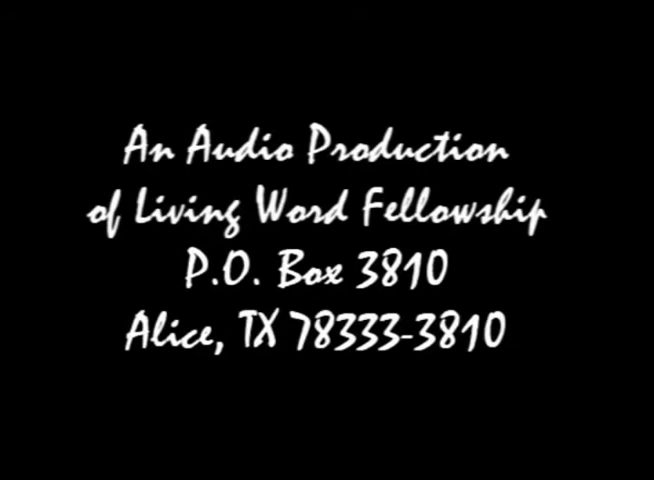 An Audio Production
of Living Word Fellowship
P.O. Box 3810
Alice, TX 78333-3810